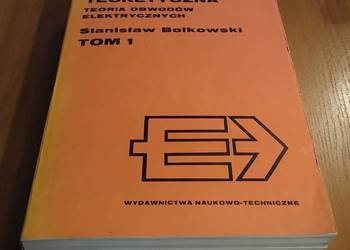 TEORETYCZNA
TEORIA OBWODÓW
ELEKTRYCZNYCH
Stanisław Bolkowski
TOM 1
WYDAWNICTWA NAUKOWO-TECHNICZNE